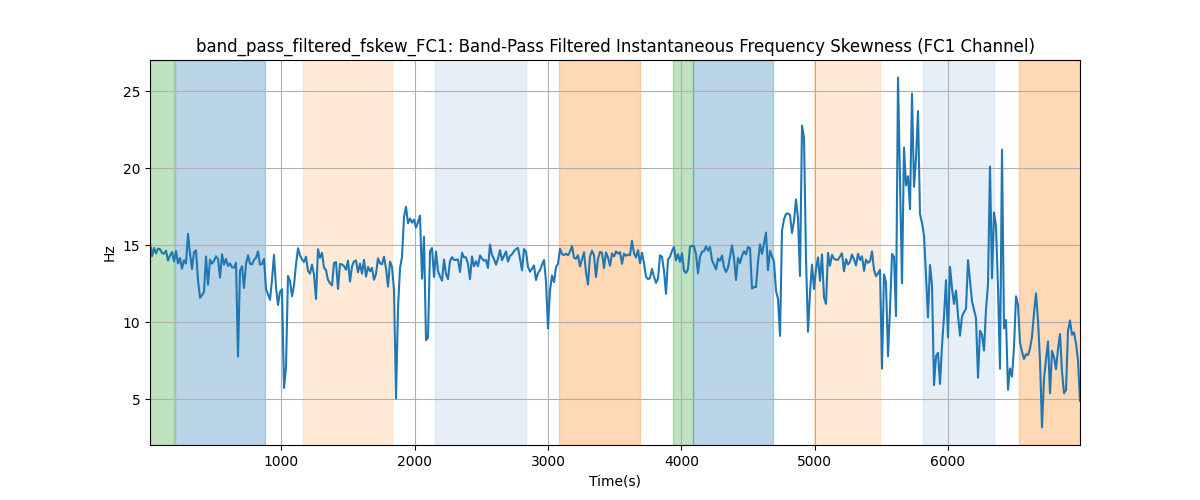 band_pass_filtered_fskew_FC1: Band-Pass Filtered Instantaneous Frequency Skewness (FC1 Channel)
25
20
15
10
5
Hz
1000 2000 3000 4000 5000 6000
Time(s)